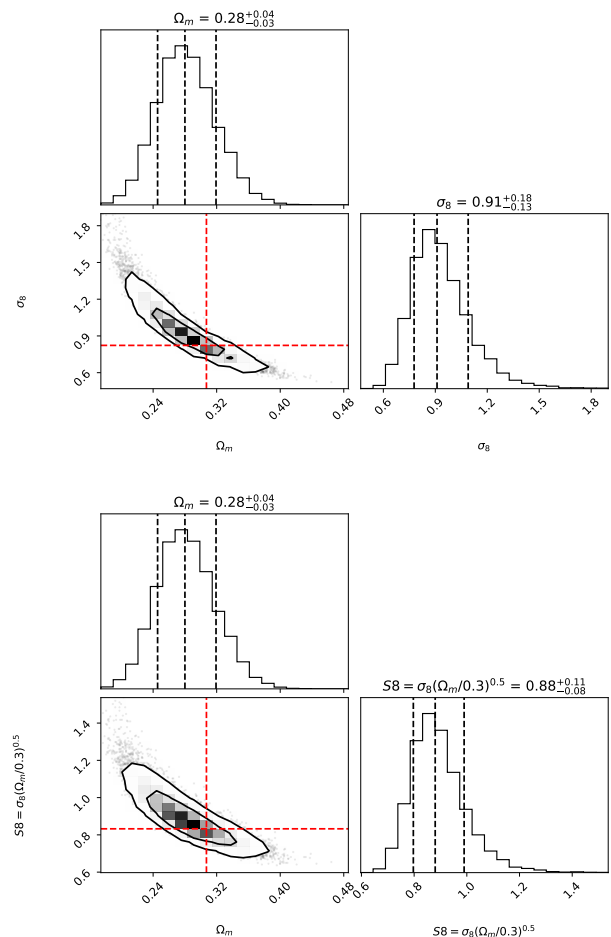 Ω_m = 0.28^{+0.04}_{−0.03}
1.8
1.5
1.2
0.9
0.6
σ_8
σ_8 = 0.91^{+0.18}_{−0.13}
0.24 0.32 0.40 0.48
Ω_m
0.6 0.9 1.2 1.5 1.8
σ_8
Ω_m = 0.28^{+0.04}_{−0.03}
1.4
1.2
1.0
0.8
0.6
S8 = σ_8(Ω_m/0.3)^{0.5}
S8 = σ_8(Ω_m/0.3)^{0.5} = 0.88^{+0.11}_{−0.08}
0.24 0.32 0.40 0.48
Ω_m
0.6 0.8 1.0 1.2 1.4
S8 = σ_8(Ω_m/0.3)^{0.5}